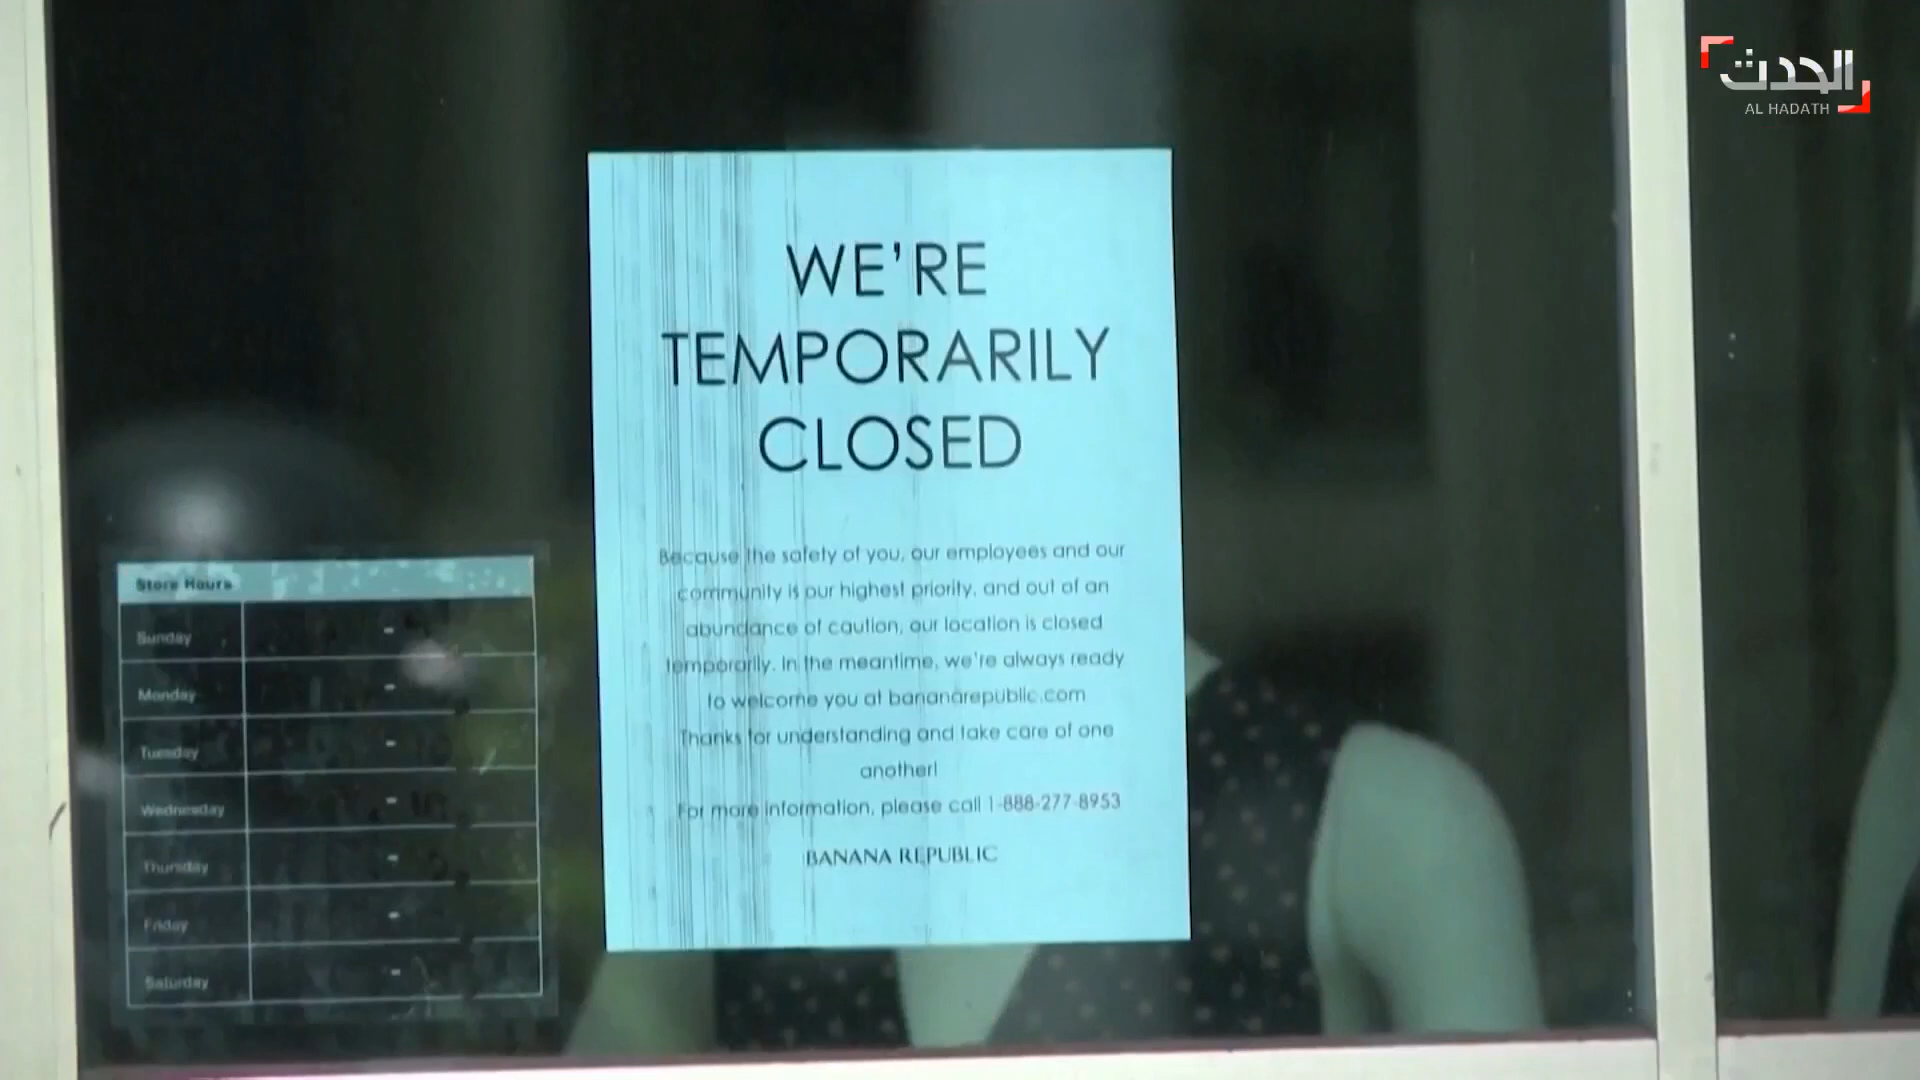 الحدث
AL HADATH
WE'RE
TEMPORARILY
CLOSED
Because the safety of you, our employees and our
community is our highest priority, and out of an
abundance of caution, our location is closed
temporarily. In the meantime, we're always ready
to welcome you at bananarepublic.com
Thanks for understanding and take care of one
another!
For more information, please call 1-888-277-8953
BANANA REPUBLIC
Store Hours
Sunday -
Monday -
Tuesday -
Wednesday -
Thursday -
Friday -
Saturday -